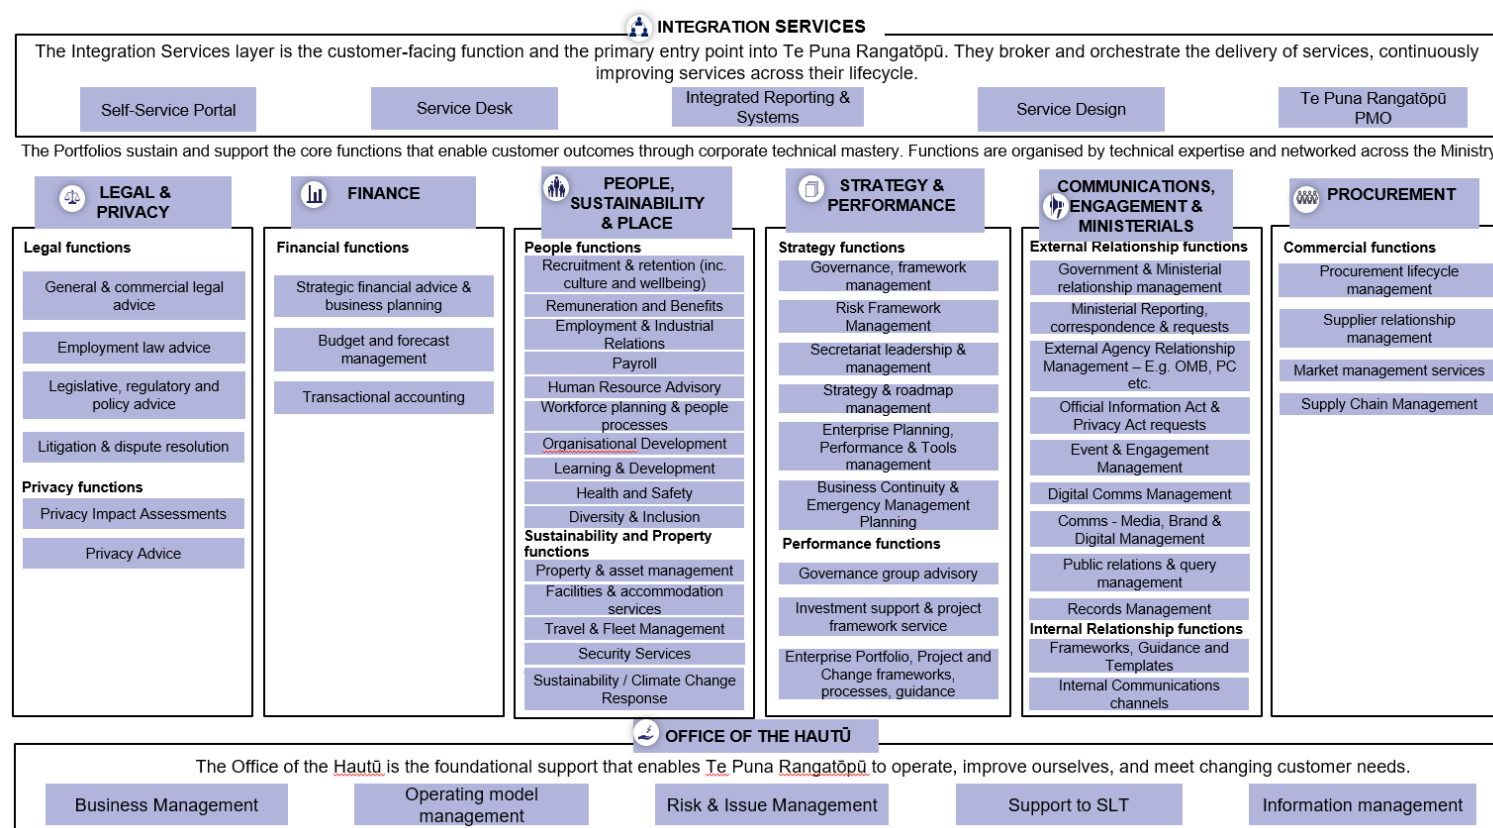 INTEGRATION SERVICES
The Integration Services layer is the customer-facing function and the primary entry point into Te Puna Rangatōpū. They broker and orchestrate the delivery of services, continuously
improving services across their lifecycle.
Self-Service Portal
Service Desk
Integrated Reporting &
Systems
Service Design
Te Puna Rangatōpū
PMO
The Portfolios sustain and support the core functions that enable customer outcomes through corporate technical mastery. Functions are organised by technical expertise and networked across the Ministry
LEGAL &
PRIVACY
Legal functions
General & commercial legal
advice
Employment law advice
Legislative, regulatory and
policy advice
Litigation & dispute resolution
Privacy functions
Privacy Impact Assessments
Privacy Advice
FINANCE
Financial functions
Strategic financial advice &
business planning
Budget and forecast
management
Transactional accounting
PEOPLE,
SUSTAINABILITY
& PLACE
People functions
Recruitment & retention (inc.
culture and wellbeing)
Remuneration and Benefits
Employment & Industrial
Relations
Payroll
Human Resource Advisory
Workforce planning & people
processes
Organisational Development
Learning & Development
Health and Safety
Diversity & Inclusion
Sustainability and Property
functions
Property & asset management
Facilities & accommodation
services
Travel & Fleet Management
Security Services
Sustainability / Climate Change
Response
STRATEGY &
PERFORMANCE
Strategy functions
Governance, framework
management
Risk Framework
Management
Secretariat leadership &
management
Strategy & roadmap
management
Enterprise Planning,
Performance & Tools
management
Business Continuity &
Emergency Management
Planning
Performance functions
Governance group advisory
Investment support & project
framework service
Enterprise Portfolio, Project and
Change frameworks,
processes, guidance
COMMUNICATIONS,
ENGAGEMENT &
MINISTERIALS
External Relationship functions
Government & Ministerial
relationship management
Ministerial Reporting,
correspondence & requests
External Agency Relationship
Management – E.g. OMB, PC
etc.
Official Information Act &
Privacy Act requests
Event & Engagement
Management
Digital Comms Management
Comms - Media, Brand &
Digital Management
Public relations & query
management
Records Management
Internal Relationship functions
Frameworks, Guidance and
Templates
Internal Communications
channels
PROCUREMENT
Commercial functions
Procurement lifecycle
management
Supplier relationship
management
Market management services
Supply Chain Management
OFFICE OF THE HAUTŪ
The Office of the Hautū is the foundational support that enables Te Puna Rangatōpū to operate, improve ourselves, and meet changing customer needs.
Business Management
Operating model
management
Risk & Issue Management
Support to SLT
Information management